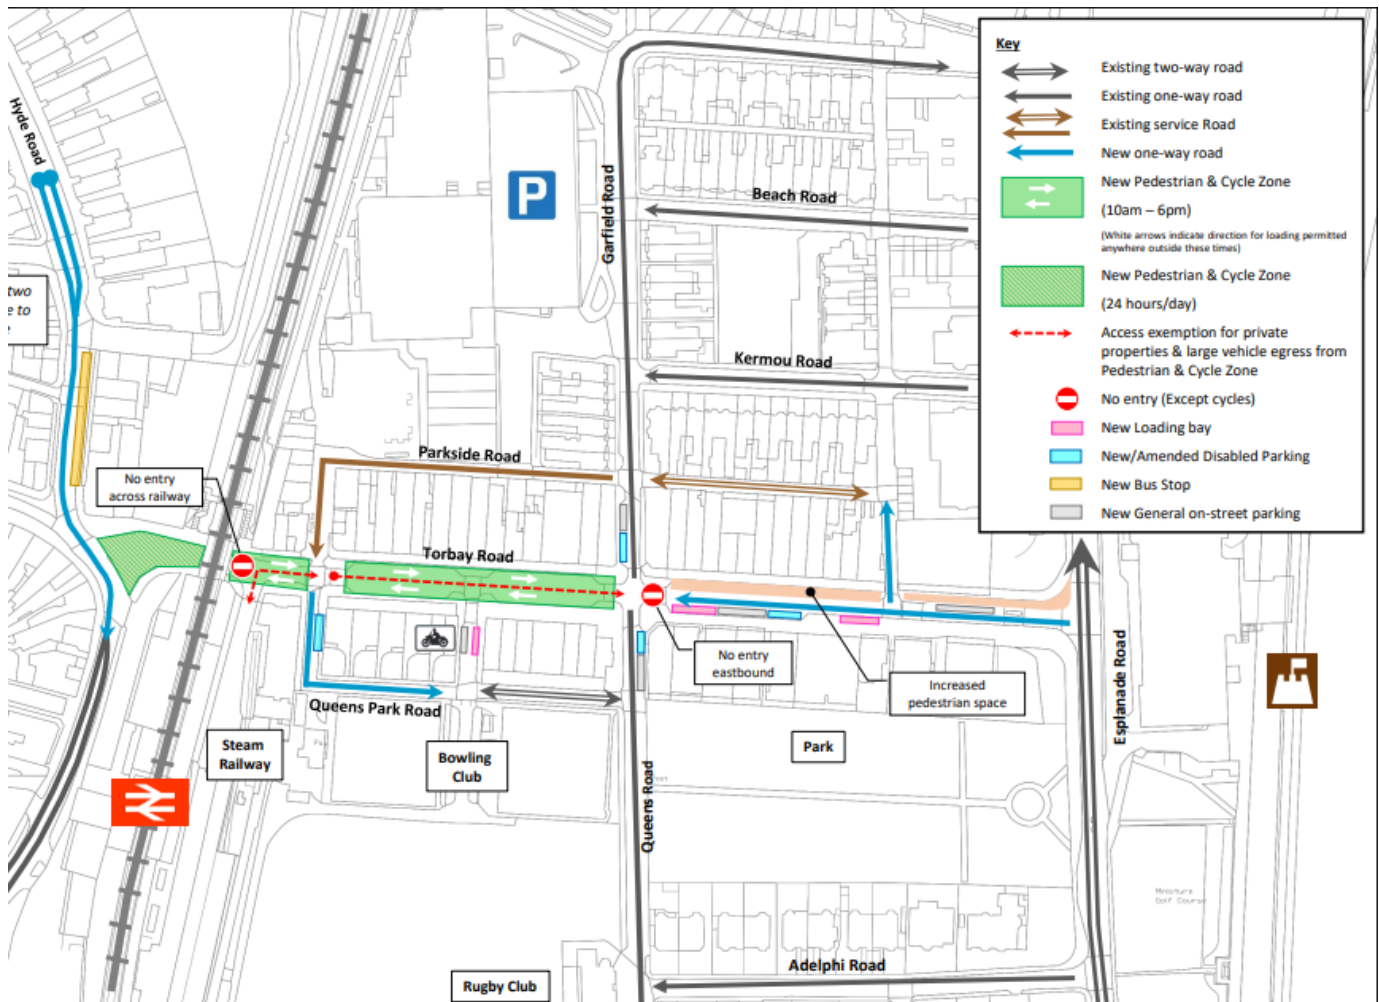 Key
Existing two-way road
Existing one-way road
Existing service Road
New one-way road
New Pedestrian & Cycle Zone
(10am – 6pm)
(White arrows indicate direction for loading permitted
anywhere outside these times)
New Pedestrian & Cycle Zone
(24 hours/day)
Access exemption for private
properties & large vehicle egress from
Pedestrian & Cycle Zone
No entry (Except cycles)
New Loading bay
New/Amended Disabled Parking
New Bus Stop
New General on-street parking
Hyde Road
P
Garfield Road
Beach Road
two
e to
e
Kermou Road
Parkside Road
No entry
across railway
Torbay Road
No entry
eastbound
Increased
pedestrian space
Esplanade Road
Queens Park Road
Steam
Railway
Bowling
Club
Park
Queens Road
Miniature
Golf Course
Adelphi Road
Rugby Club